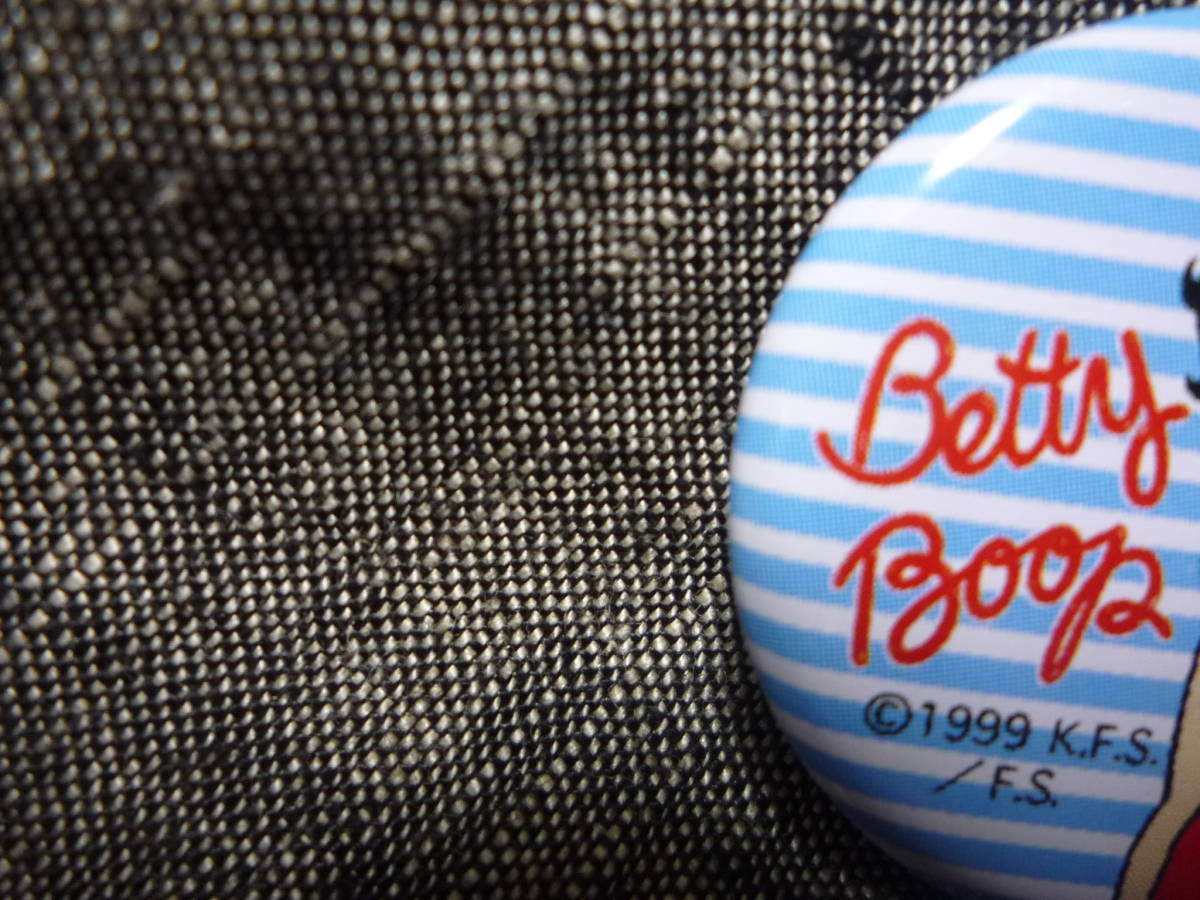 Betty
Boop
©1999 K.F.S.
/F.S.